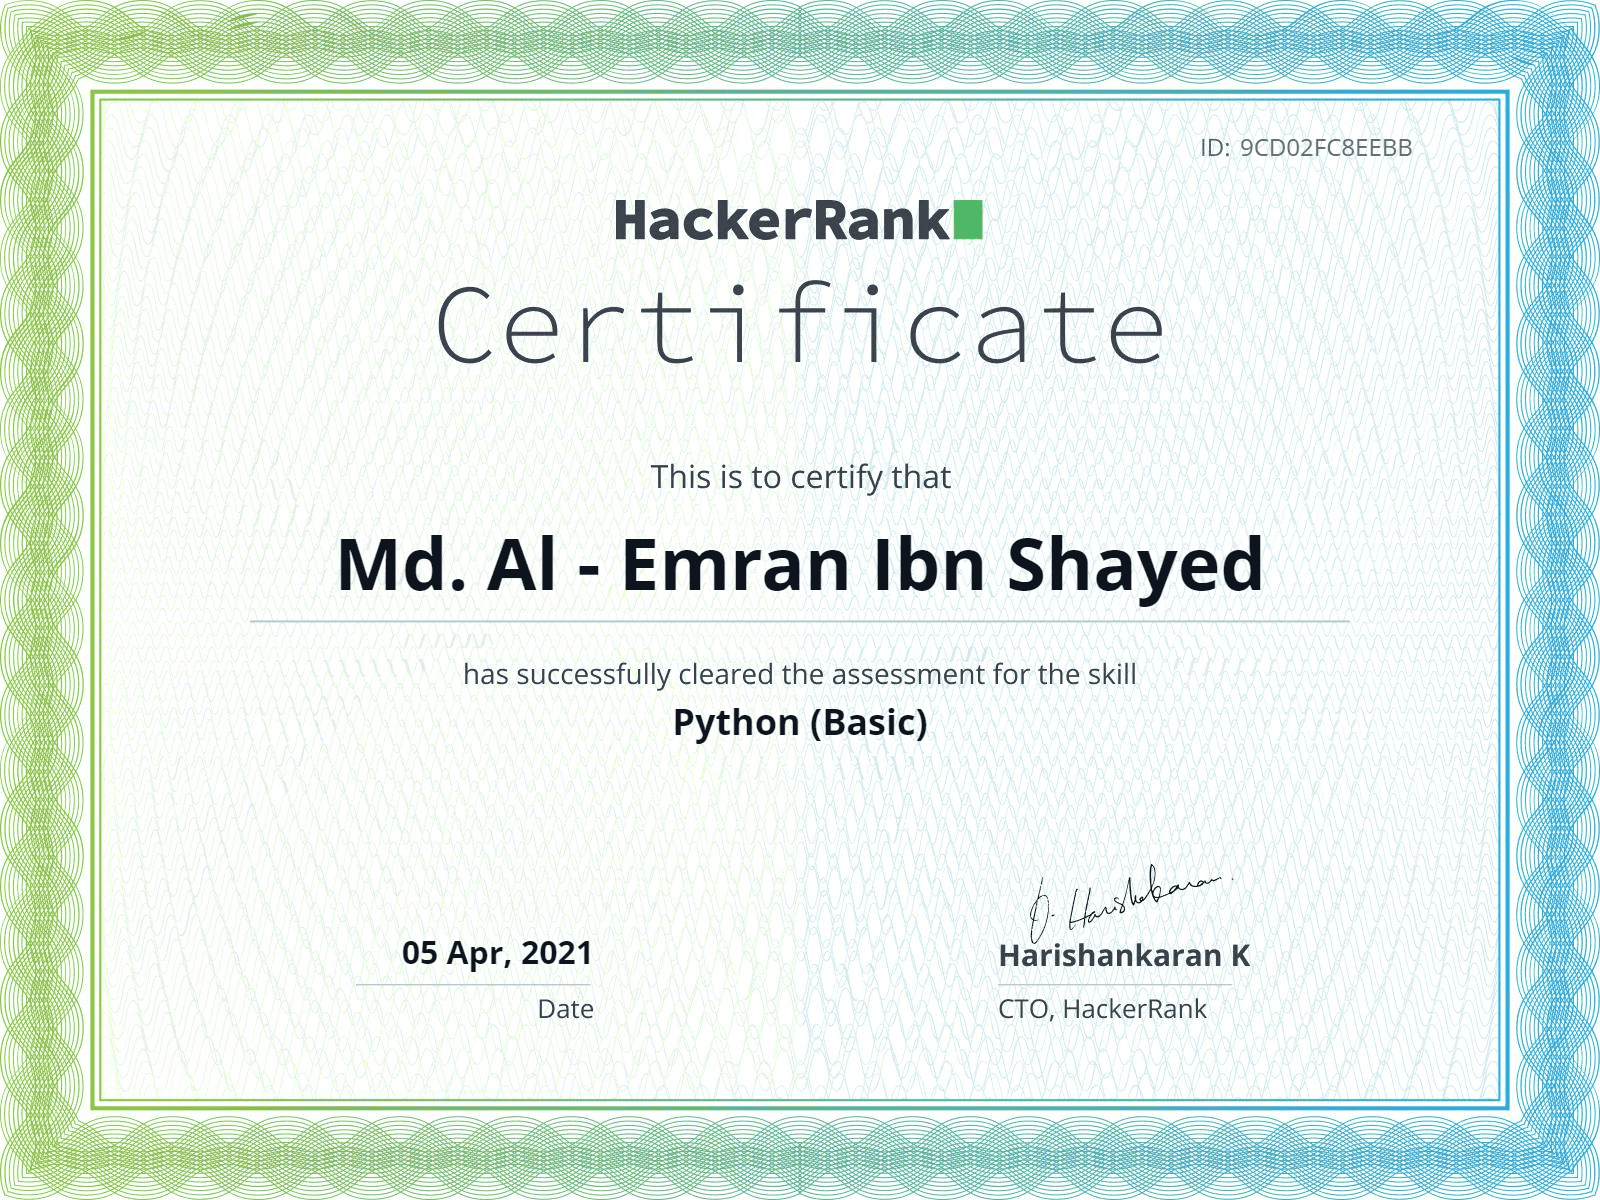 ID: 9CD02FC8EEBB
HackerRank
Certificate
This is to certify that
Md. Al - Emran Ibn Shayed
has successfully cleared the assessment for the skill
Python (Basic)
05 Apr, 2021
Date
Harishankaran K
CTO, HackerRank